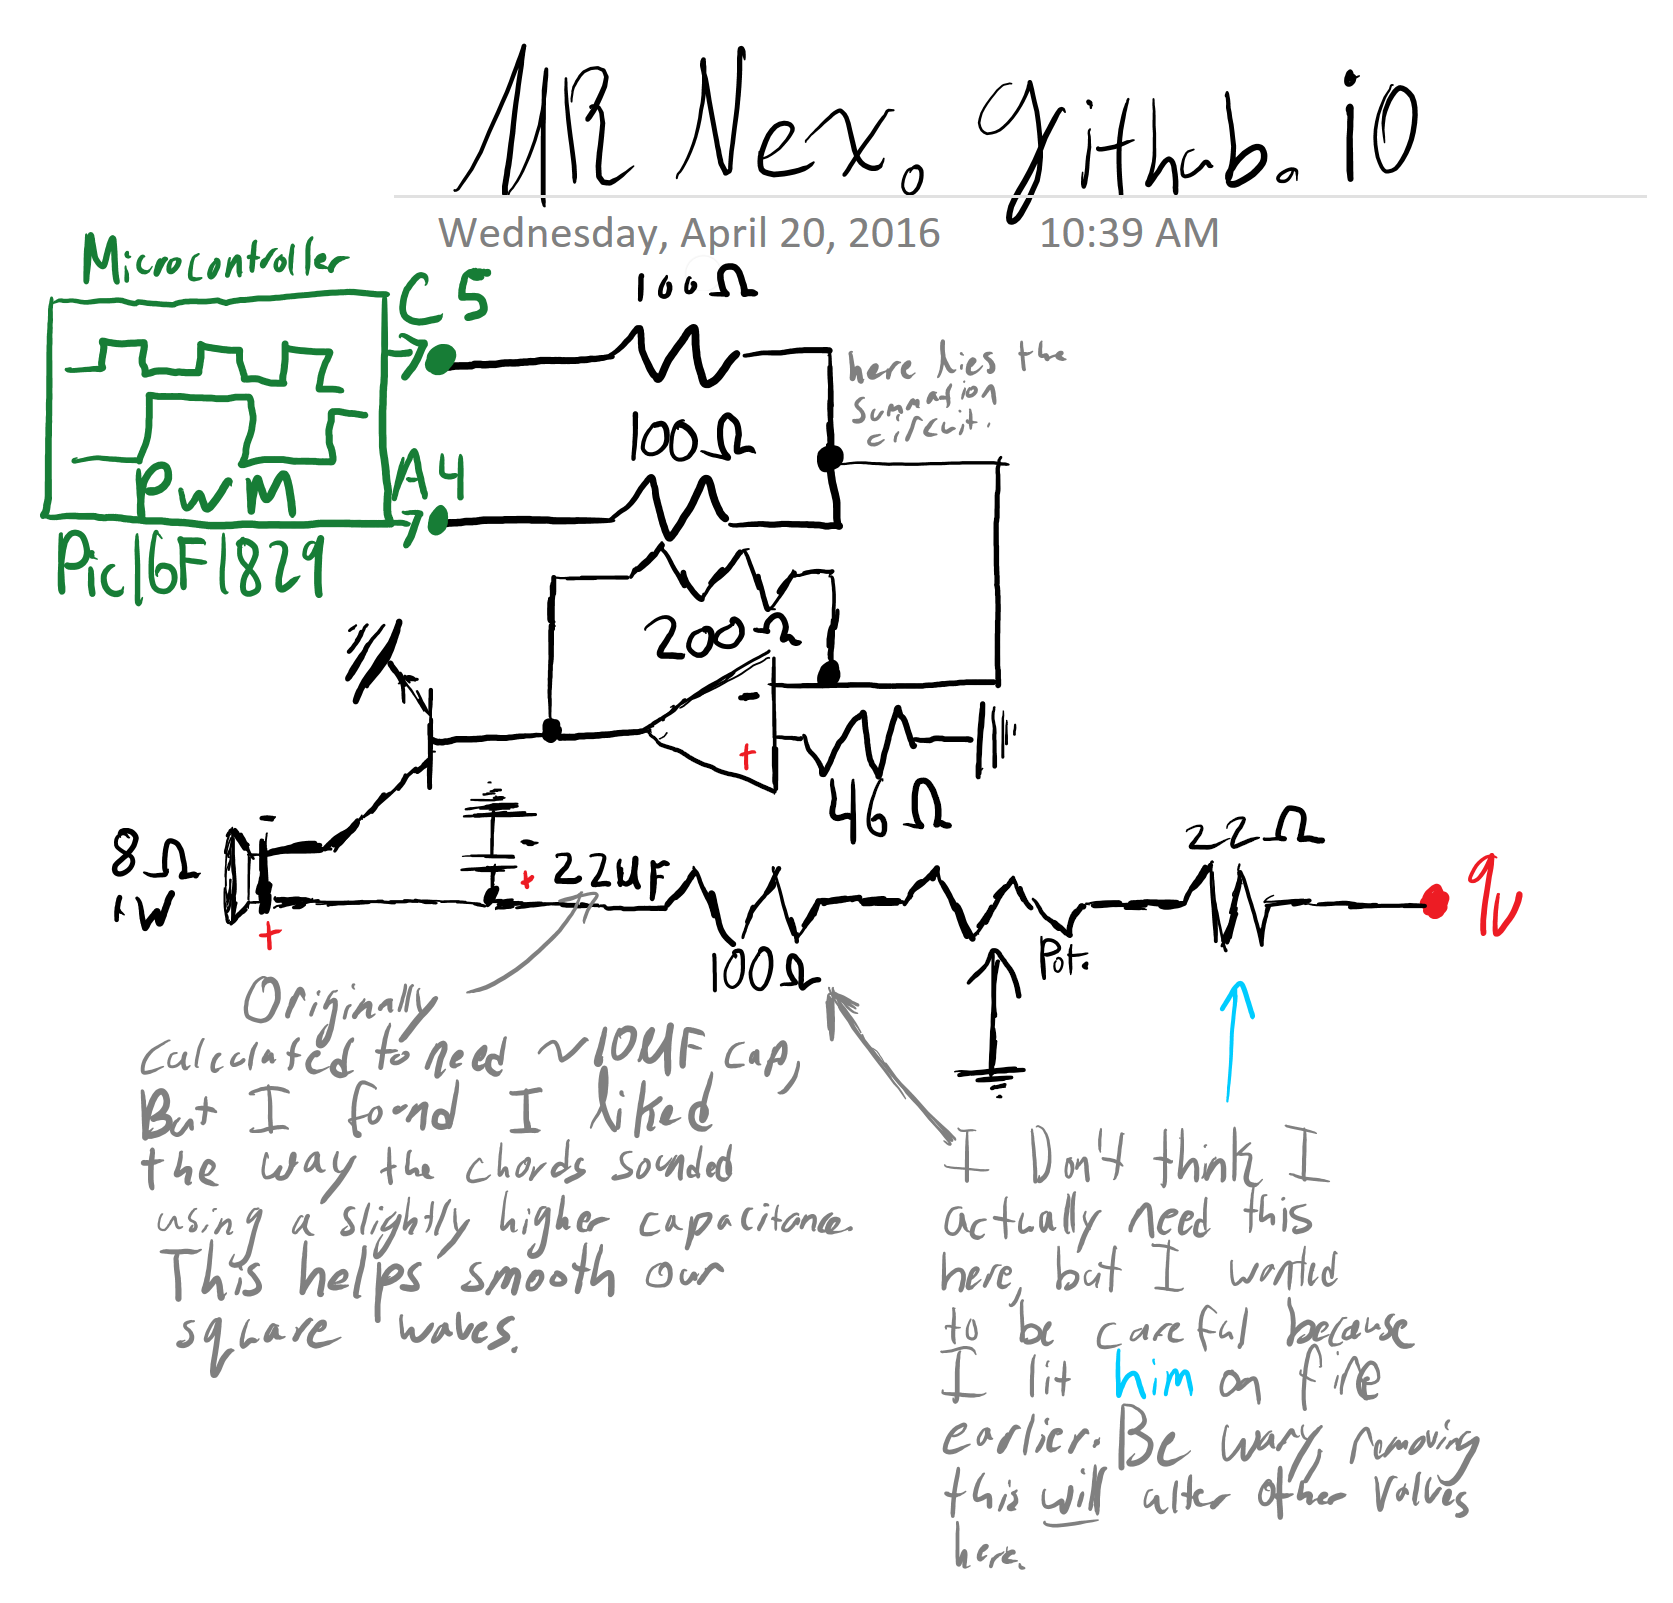 MR Nex. githab. io
Wednesday, April 20, 2016 10:39 AM
Microcontroller
C5
100Ω
here lies the
summation
circuit.
100Ω
A4
PWM
Pic16F1829
200Ω
-
+
46Ω
8Ω
1W
-
+
-
+
22µF
100Ω
Pot.
22Ω
9v
Originally
calculated to need ~10µF cap,
But I found I liked
the way the chords sounded
using a slightly higher capacitance.
This helps smooth our
square waves.
I Don't think I
actually need this
here, but I wanted
to be careful because
I lit him on fire
earlier. Be wary, removing
this will alter other values
here.